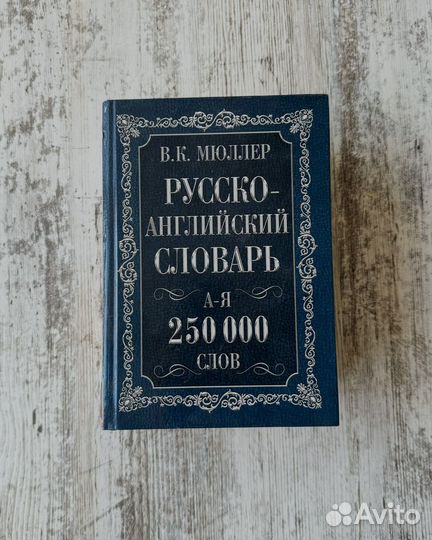 В.К. МЮЛЛЕР
РУССКО-
АНГЛИЙСКИЙ
СЛОВАРЬ
А-Я
250 000
СЛОВ
Avito